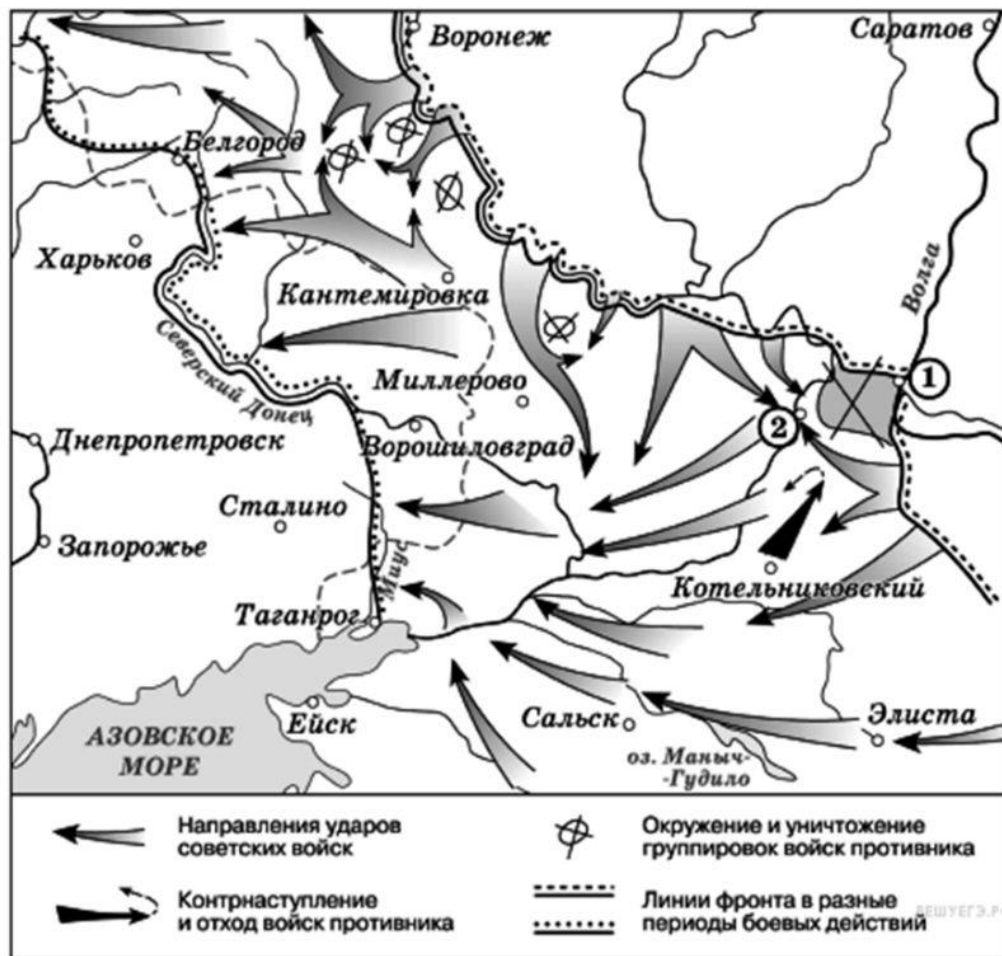 Воронеж
Саратов
Белгород
Волга
Харьков
Кантемировка
Северский Донец
Миллерово
1
2
Днепропетровск
Ворошиловград
Сталино
Запорожье
Миус
Котельниковский
Таганрог
Ейск
Сальск
Элиста
АЗОВСКОЕ
МОРЕ
оз. Маныч-
-Гудило
Направления ударов
советских войск
Окружение и уничтожение
группировок войск противника
Контрнаступление
и отход войск противника
Линии фронта в разные
периоды боевых действий